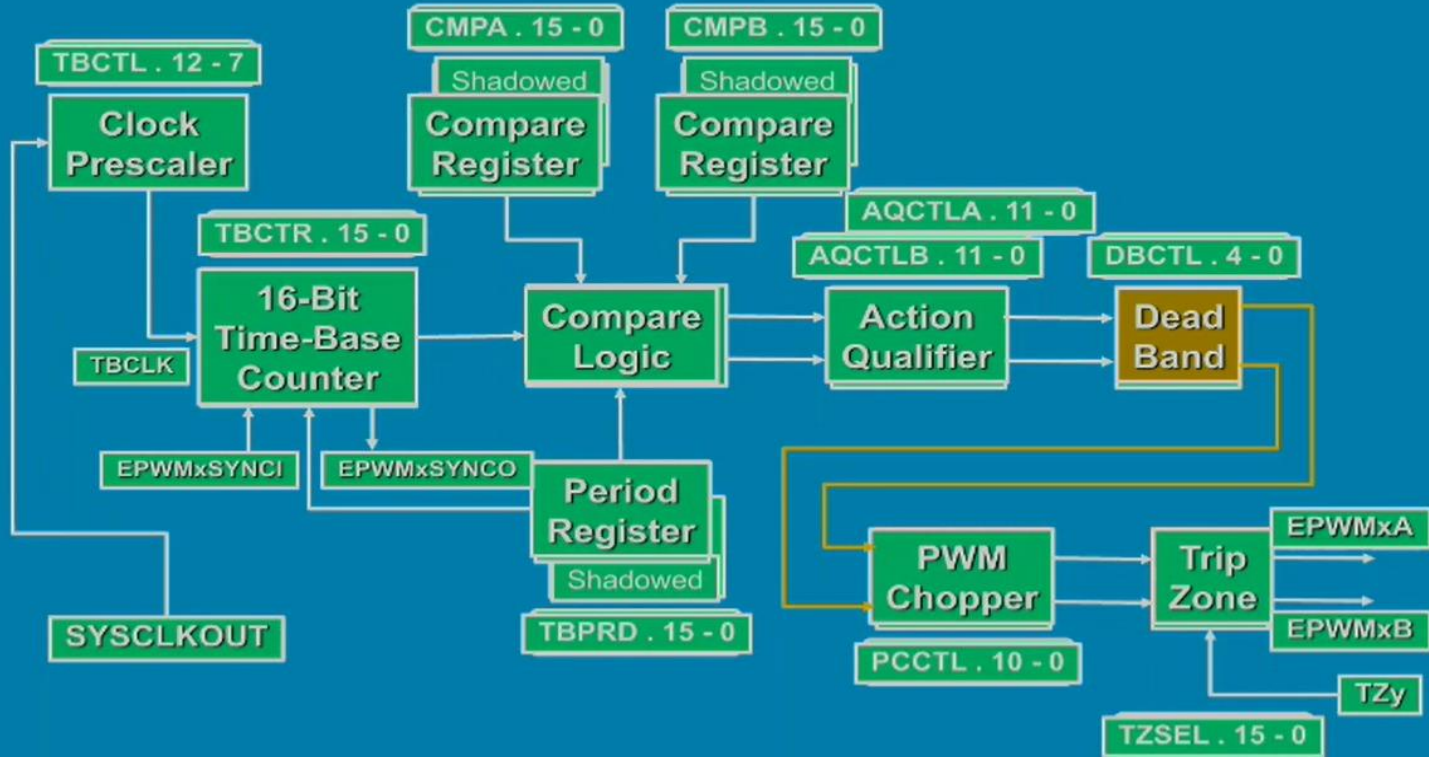 CMPA . 15 - 0
CMPB . 15 - 0
TBCTL . 12 - 7
Shadowed
Shadowed
Clock
Prescaler
Compare
Register
Compare
Register
AQCTLA . 11 - 0
TBCTR . 15 - 0
AQCTLB . 11 - 0
DBCTL . 4 - 0
16-Bit
Time-Base
Counter
Compare
Logic
Action
Qualifier
Dead
Band
TBCLK
EPWMxSYNCI
EPWMxSYNCO
Period
Register
Shadowed
TBPRD . 15 - 0
SYSCLKOUT
PWM
Chopper
PCCTL . 10 - 0
Trip
Zone
EPWMxA
EPWMxB
TZy
TZSEL . 15 - 0